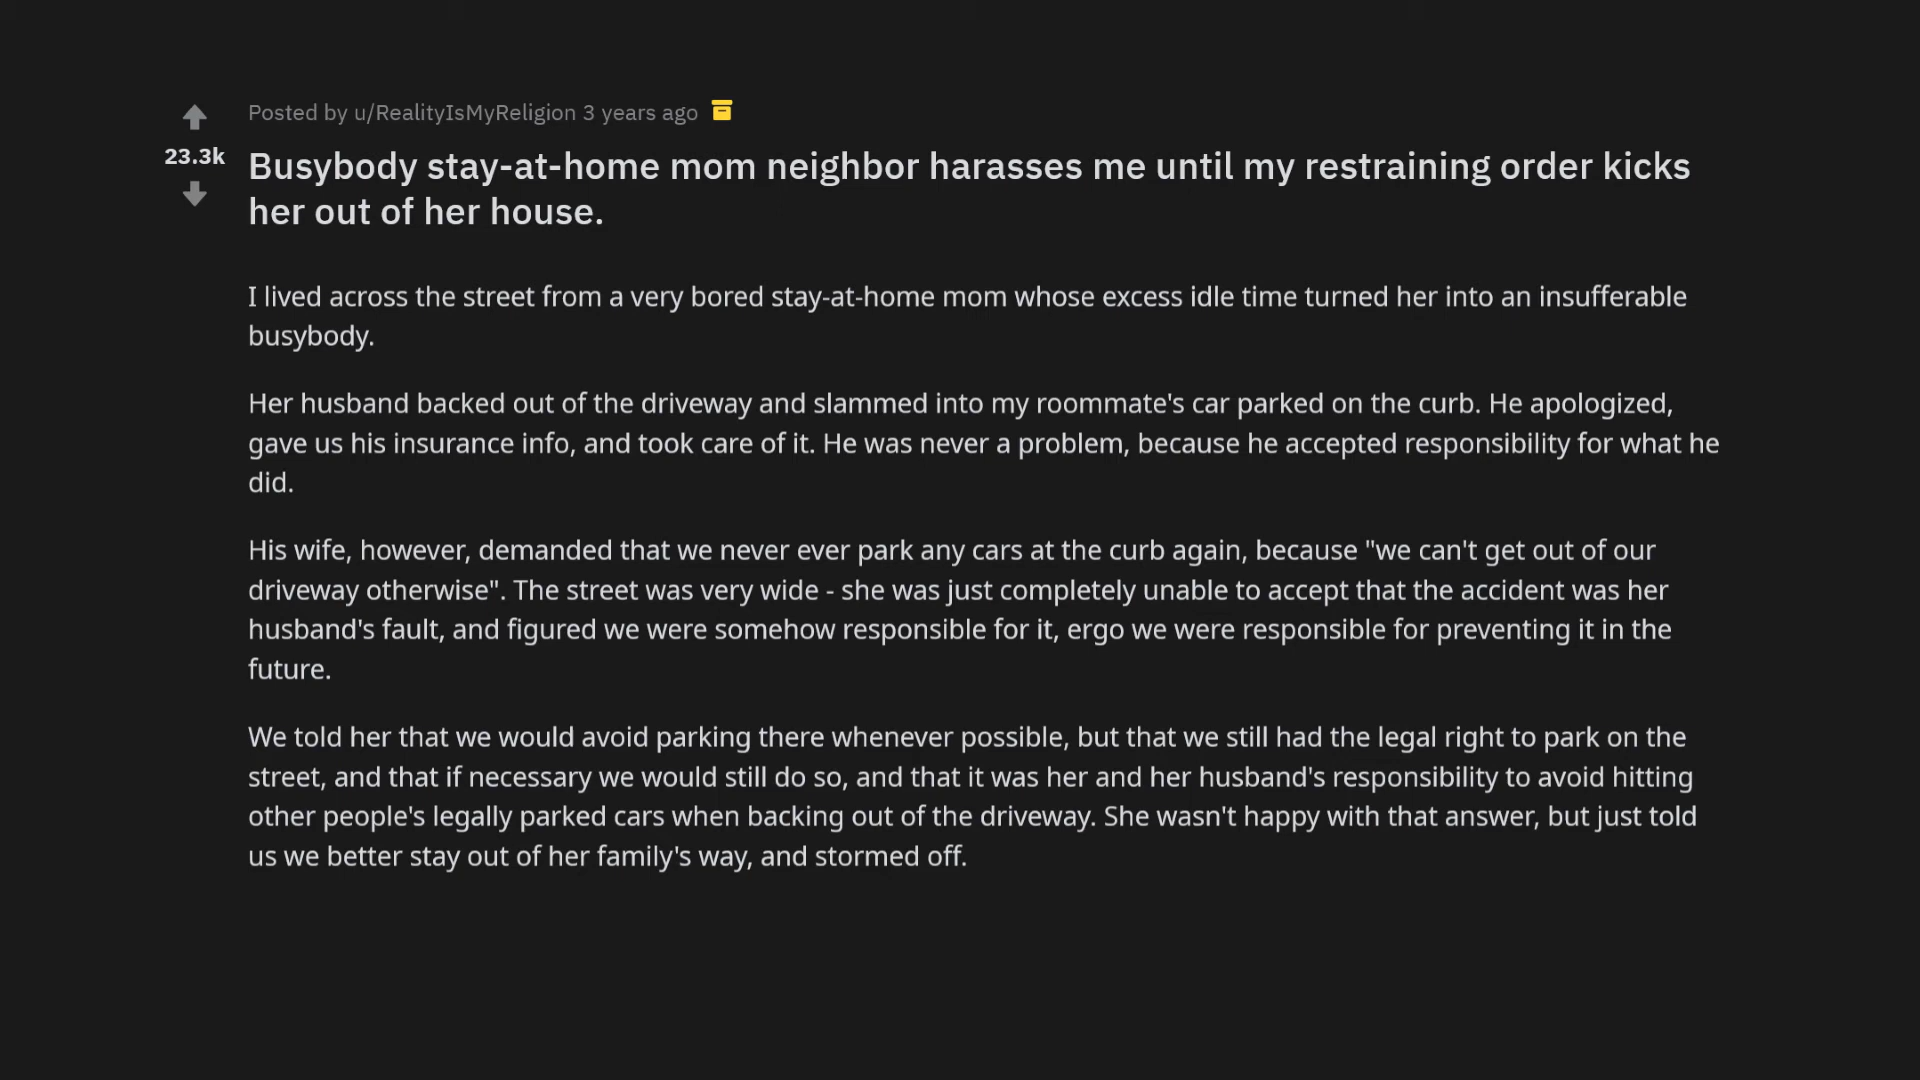 Posted by u/RealityIsMyReligion 3 years ago
23.3k
Busybody stay-at-home mom neighbor harasses me until my restraining order kicks
her out of her house.
I lived across the street from a very bored stay-at-home mom whose excess idle time turned her into an insufferable
busybody.
Her husband backed out of the driveway and slammed into my roommate's car parked on the curb. He apologized,
gave us his insurance info, and took care of it. He was never a problem, because he accepted responsibility for what he
did.
His wife, however, demanded that we never ever park any cars at the curb again, because "we can't get out of our
driveway otherwise". The street was very wide - she was just completely unable to accept that the accident was her
husband's fault, and figured we were somehow responsible for it, ergo we were responsible for preventing it in the
future.
We told her that we would avoid parking there whenever possible, but that we still had the legal right to park on the
street, and that if necessary we would still do so, and that it was her and her husband's responsibility to avoid hitting
other people's legally parked cars when backing out of the driveway. She wasn't happy with that answer, but just told
us we better stay out of her family's way, and stormed off.